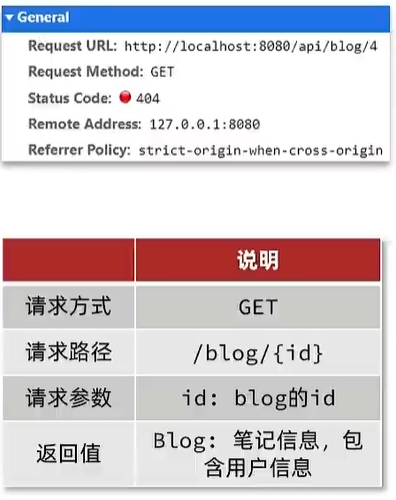 General
Request URL: http://localhost:8080/api/blog/4
Request Method: GET
Status Code: 404
Remote Address: 127.0.0.1:8080
Referrer Policy: strict-origin-when-cross-origin
说明
请求方式 GET
请求路径 /blog/{id}
请求参数 id: blog的id
返回值 Blog: 笔记信息, 包
含用户信息